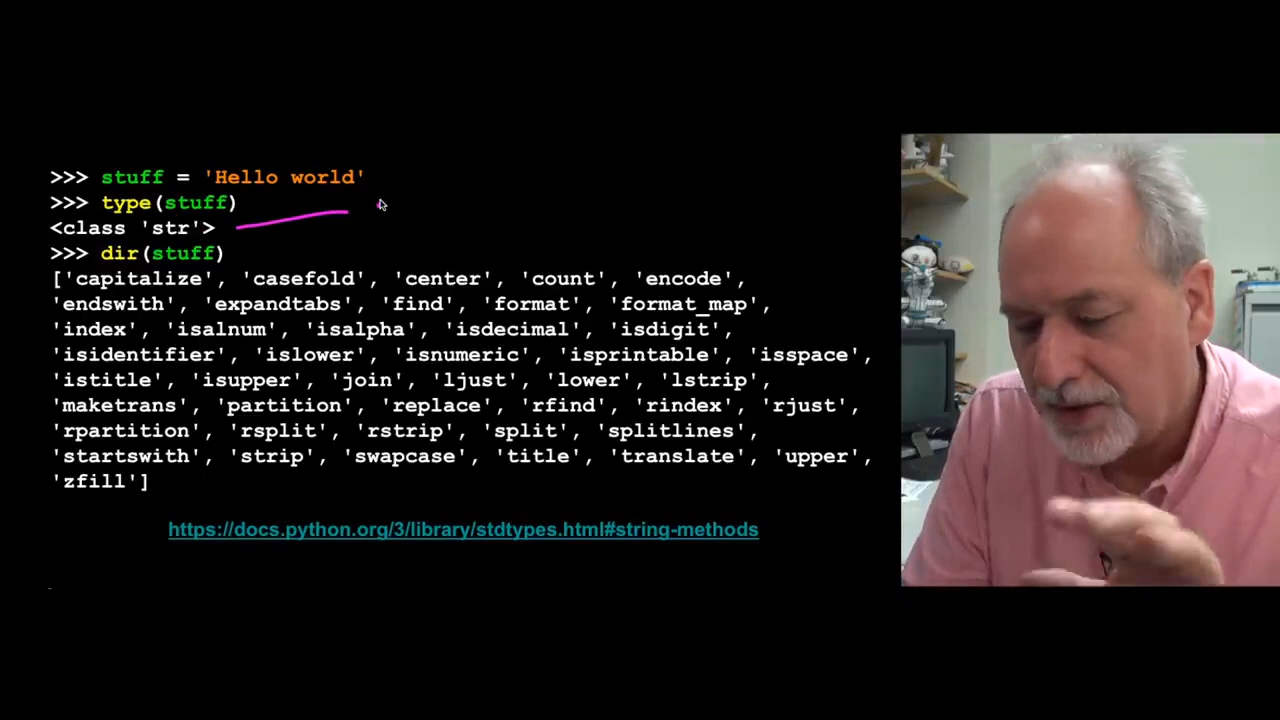 >>> stuff = 'Hello world'
>>> type(stuff)
<class 'str'>
>>> dir(stuff)
['capitalize', 'casefold', 'center', 'count', 'encode',
'endswith', 'expandtabs', 'find', 'format', 'format_map',
'index', 'isalnum', 'isalpha', 'isdecimal', 'isdigit',
'isidentifier', 'islower', 'isnumeric', 'isprintable', 'isspace',
'istitle', 'isupper', 'join', 'ljust', 'lower', 'lstrip',
'maketrans', 'partition', 'replace', 'rfind', 'rindex', 'rjust',
'rpartition', 'rsplit', 'rstrip', 'split', 'splitlines',
'startswith', 'strip', 'swapcase', 'title', 'translate', 'upper',
'zfill']
https://docs.python.org/3/library/stdtypes.html#string-methods